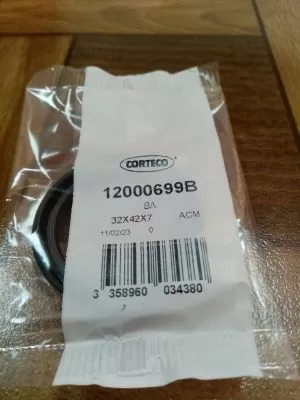 CORTECO
12000699B
BA
32X42X7 ACM
11/02/23 0
3 358960 034380